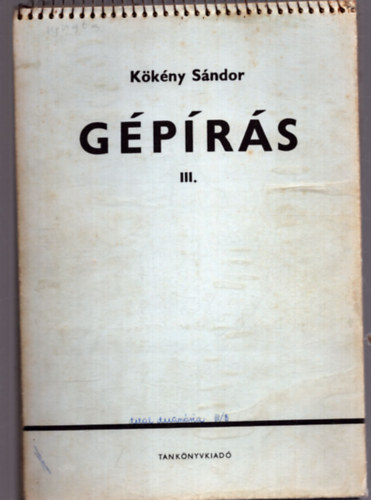 Kökény Sándor
GÉPÍRÁS
III.
TANKÖNYVKIADÓ